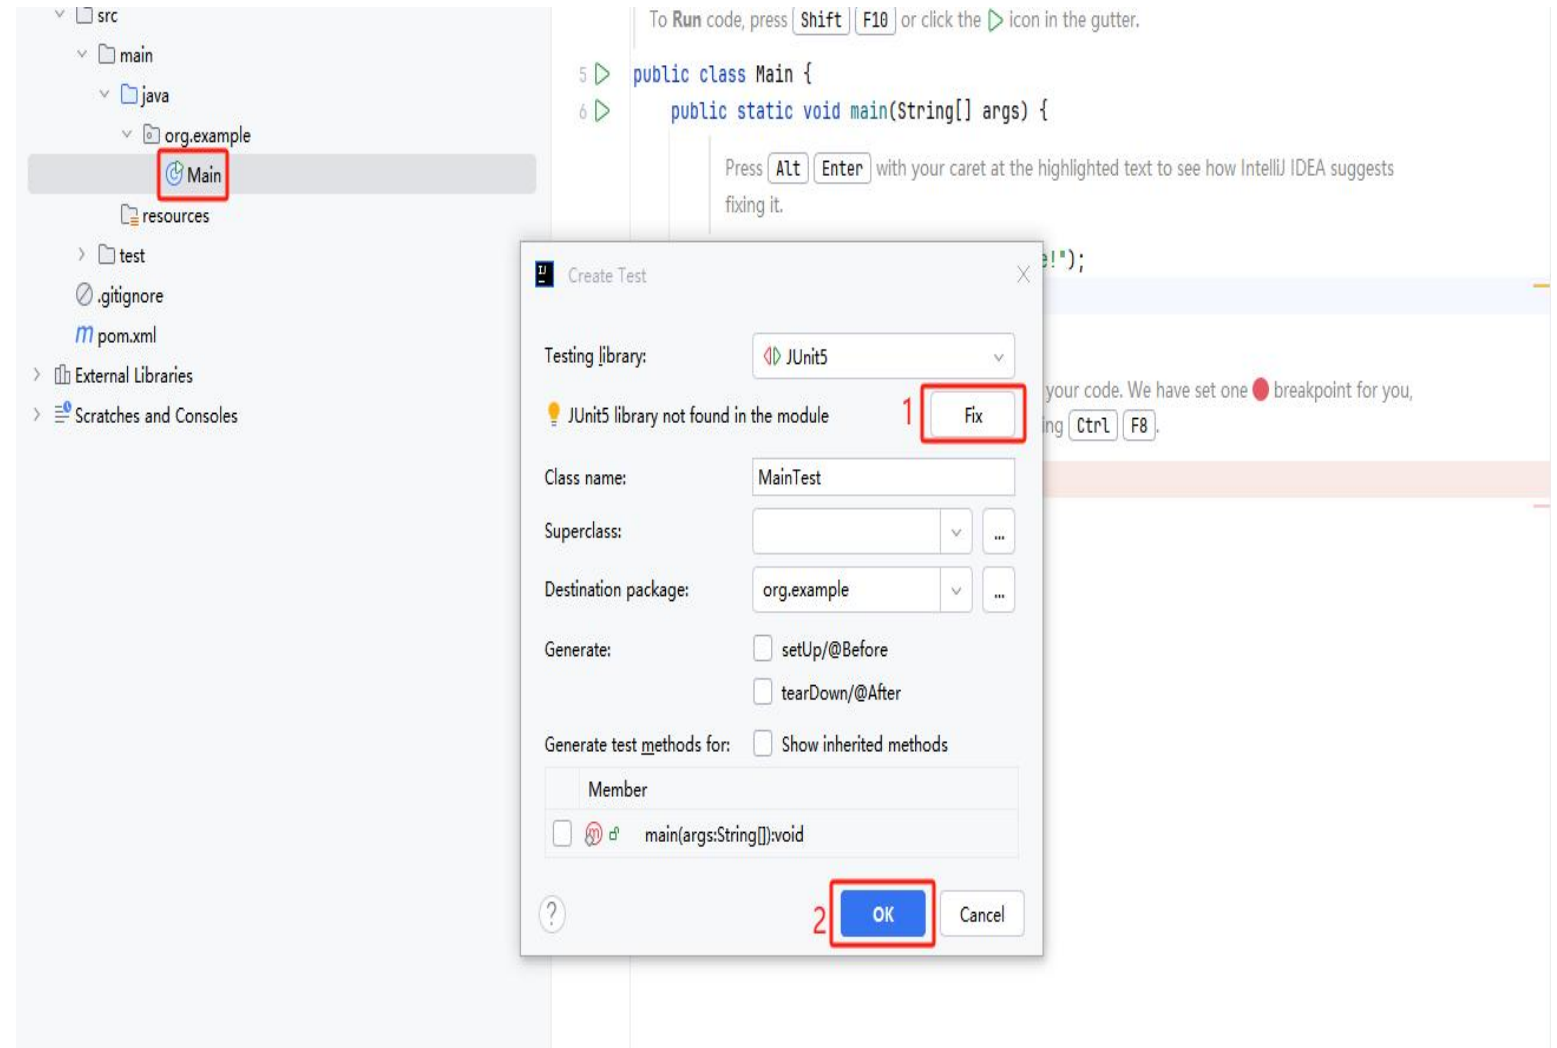 src
main
java
org.example
Main
resources
test
.gitignore
pom.xml
External Libraries
Scratches and Consoles
To Run code, press Shift F10 or click the icon in the gutter.
5 public class Main {
6 public static void main(String[] args) {
Press Alt Enter with your caret at the highlighted text to see how IntelliJ IDEA suggests
fixing it.
e!");
your code. We have set one breakpoint for you,
ing Ctrl F8.
IJ
Create Test
Testing library: JUnit5
JUnit5 library not found in the module 1 Fix
Class name: MainTest
Superclass: ...
Destination package: org.example ...
Generate: setUp/@Before
tearDown/@After
Generate test methods for: Show inherited methods
Member
m main(args:String[]):void
? 2 OK Cancel